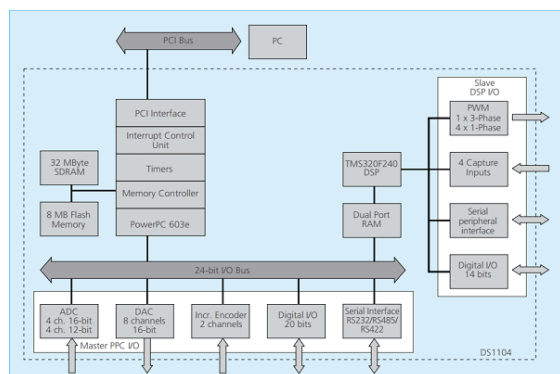 PCI Bus
PC
PCI Interface
Interrupt Control
Unit
Timers
Memory Controller
PowerPC 603e
32 MByte
SDRAM
8 MB Flash
Memory
TMS320F240
DSP
Dual Port
RAM
Slave
DSP I/O
PWM
1 x 3-Phase
4 x 1-Phase
4 Capture
Inputs
Serial
peripheral
interface
Digital I/O
14 bits
24-bit I/O Bus
ADC
4 ch. 16-bit
4 ch. 12-bit
DAC
8 channels
16-bit
Incr. Encoder
2 channels
Digital I/O
20 bits
Serial Interface
RS232/RS485/
RS422
Master PPC I/O
DS1104